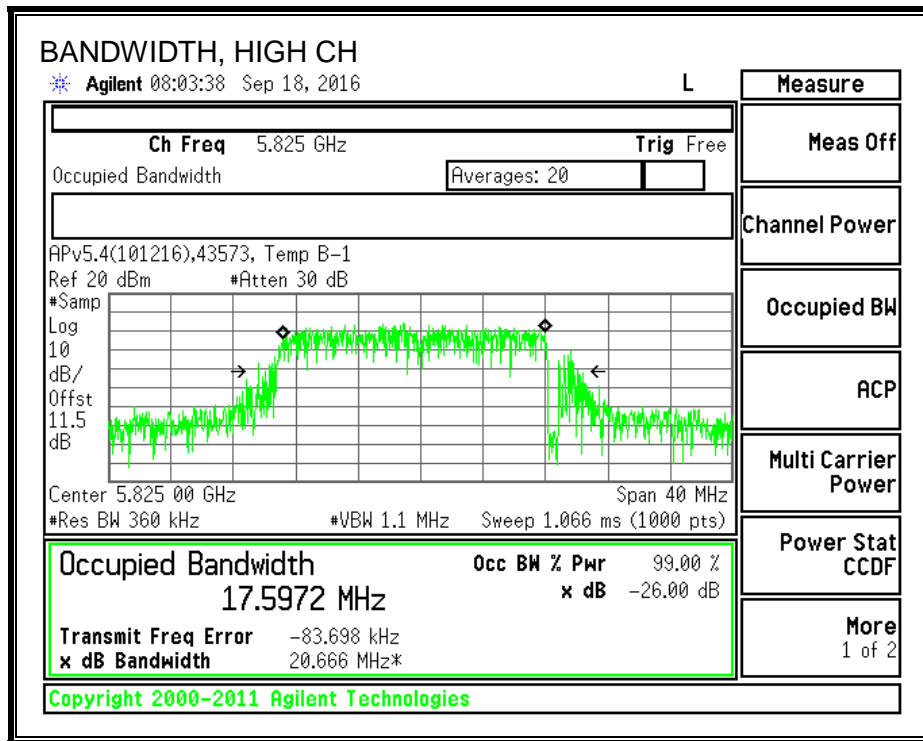 BANDWIDTH, HIGH CH
Agilent 08:03:38 Sep 18, 2016 L
Measure
Ch Freq 5.825 GHz Trig Free
Meas Off
Occupied Bandwidth Averages: 20
Channel Power
APv5.4(101216),43573, Temp B-1
Ref 20 dBm #Atten 30 dB
#Samp
Log
10
dB/
Offst
11.5
dB
Occupied BW
ACP
Multi Carrier
Power
Center 5.825 00 GHz Span 40 MHz
#Res BW 360 kHz #VBW 1.1 MHz Sweep 1.066 ms (1000 pts)
Power Stat
CCDF
Occupied Bandwidth Occ BW % Pwr 99.00 %
17.5972 MHz x dB -26.00 dB
Transmit Freq Error -83.698 kHz
x dB Bandwidth 20.666 MHz*
More
1 of 2
Copyright 2000-2011 Agilent Technologies